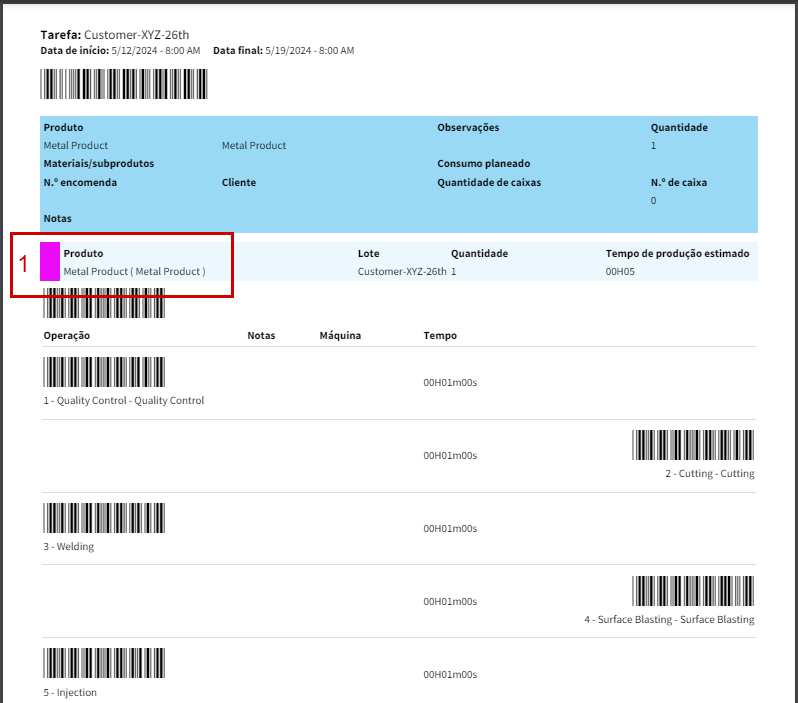 Tarefa: Customer-XYZ-26th
Data de início: 5/12/2024 - 8:00 AM Data final: 5/19/2024 - 8:00 AM
Produto Observações Quantidade
Metal Product Metal Product 1
Materiais/subprodutos Consumo planeado
N.º encomenda Cliente Quantidade de caixas N.º de caixa
0
Notas
1
Produto Lote Quantidade Tempo de produção estimado
Metal Product ( Metal Product ) Customer-XYZ-26th 1 00H05
Operação Notas Máquina Tempo
00H01m00s
1 - Quality Control - Quality Control
00H01m00s
2 - Cutting - Cutting
00H01m00s
3 - Welding
00H01m00s
4 - Surface Blasting - Surface Blasting
00H01m00s
5 - Injection